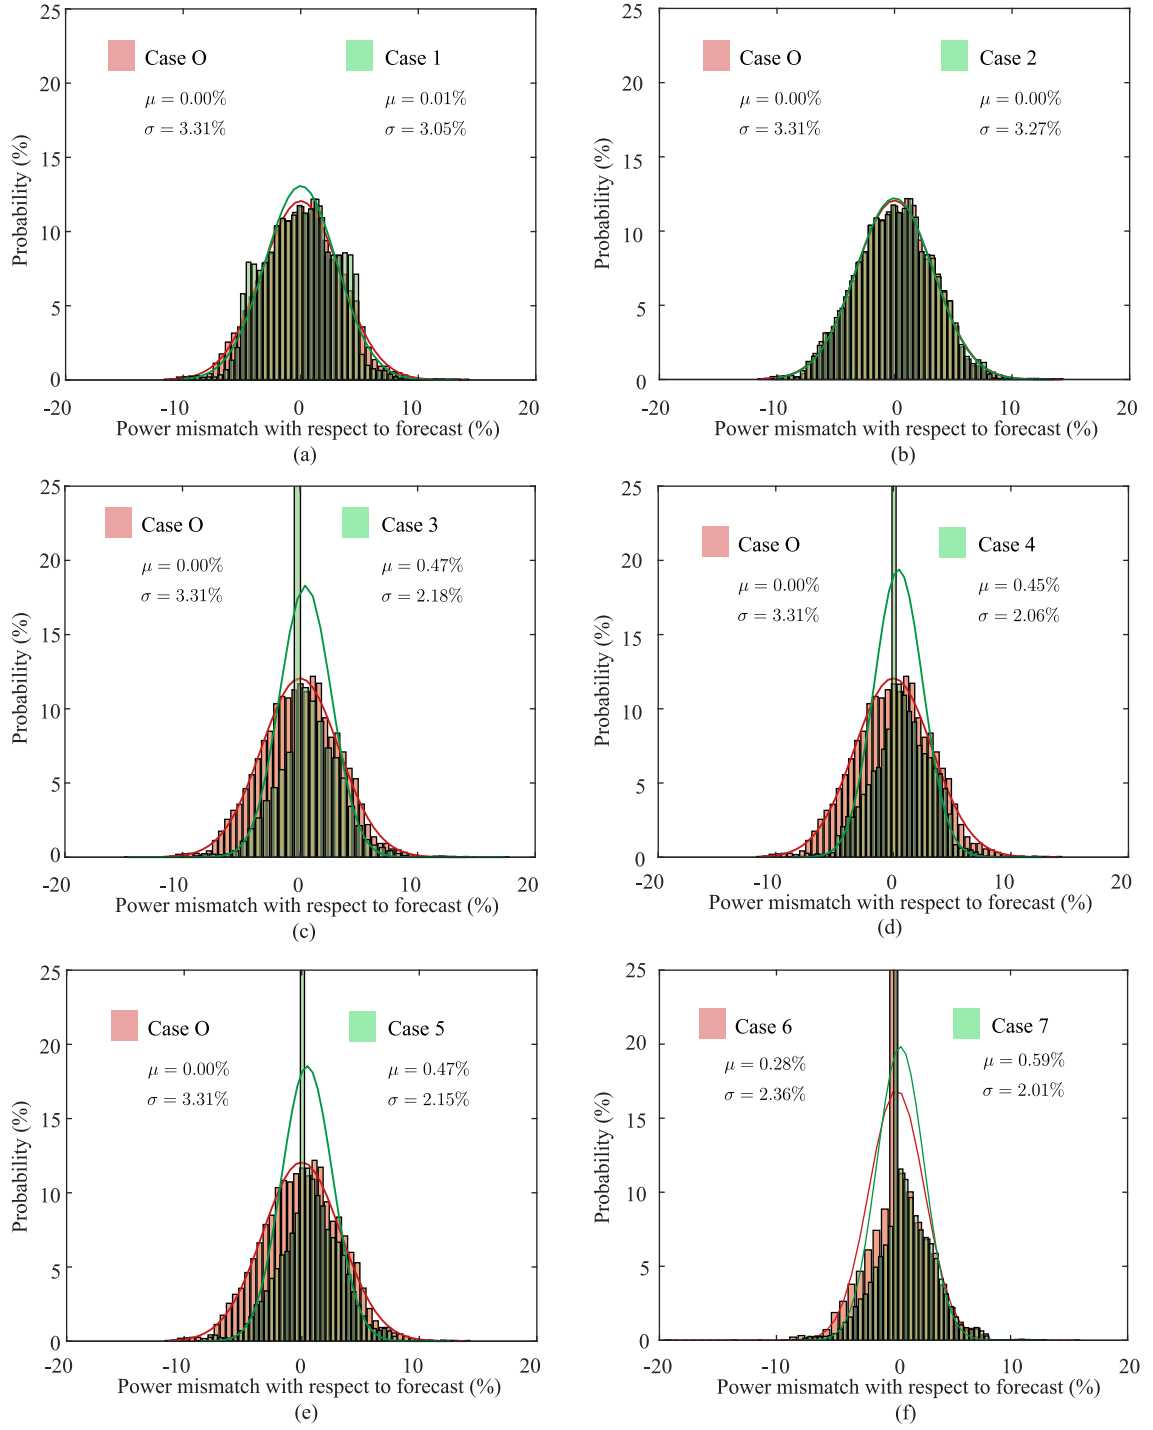 25
20
15
10
5
0
-20
-10
0
10
20
Probability (%)
Case O
μ = 0.00%
σ = 3.31%
Case 1
μ = 0.01%
σ = 3.05%
Power mismatch with respect to forecast (%)
(a)
25
20
15
10
5
0
-20
-10
0
10
20
Probability (%)
Case O
μ = 0.00%
σ = 3.31%
Case 2
μ = 0.00%
σ = 3.27%
Power mismatch with respect to forecast (%)
(b)
25
20
15
10
5
0
-20
-10
0
10
20
Probability (%)
Case O
μ = 0.00%
σ = 3.31%
Case 3
μ = 0.47%
σ = 2.18%
Power mismatch with respect to forecast (%)
(c)
25
20
15
10
5
0
-20
-10
0
10
20
Probability (%)
Case O
μ = 0.00%
σ = 3.31%
Case 4
μ = 0.45%
σ = 2.06%
Power mismatch with respect to forecast (%)
(d)
25
20
15
10
5
0
-20
-10
0
10
20
Probability (%)
Case O
μ = 0.00%
σ = 3.31%
Case 5
μ = 0.47%
σ = 2.15%
Power mismatch with respect to forecast (%)
(e)
25
20
15
10
5
0
-20
-10
0
10
20
Probability (%)
Case 6
μ = 0.28%
σ = 2.36%
Case 7
μ = 0.59%
σ = 2.01%
Power mismatch with respect to forecast (%)
(f)